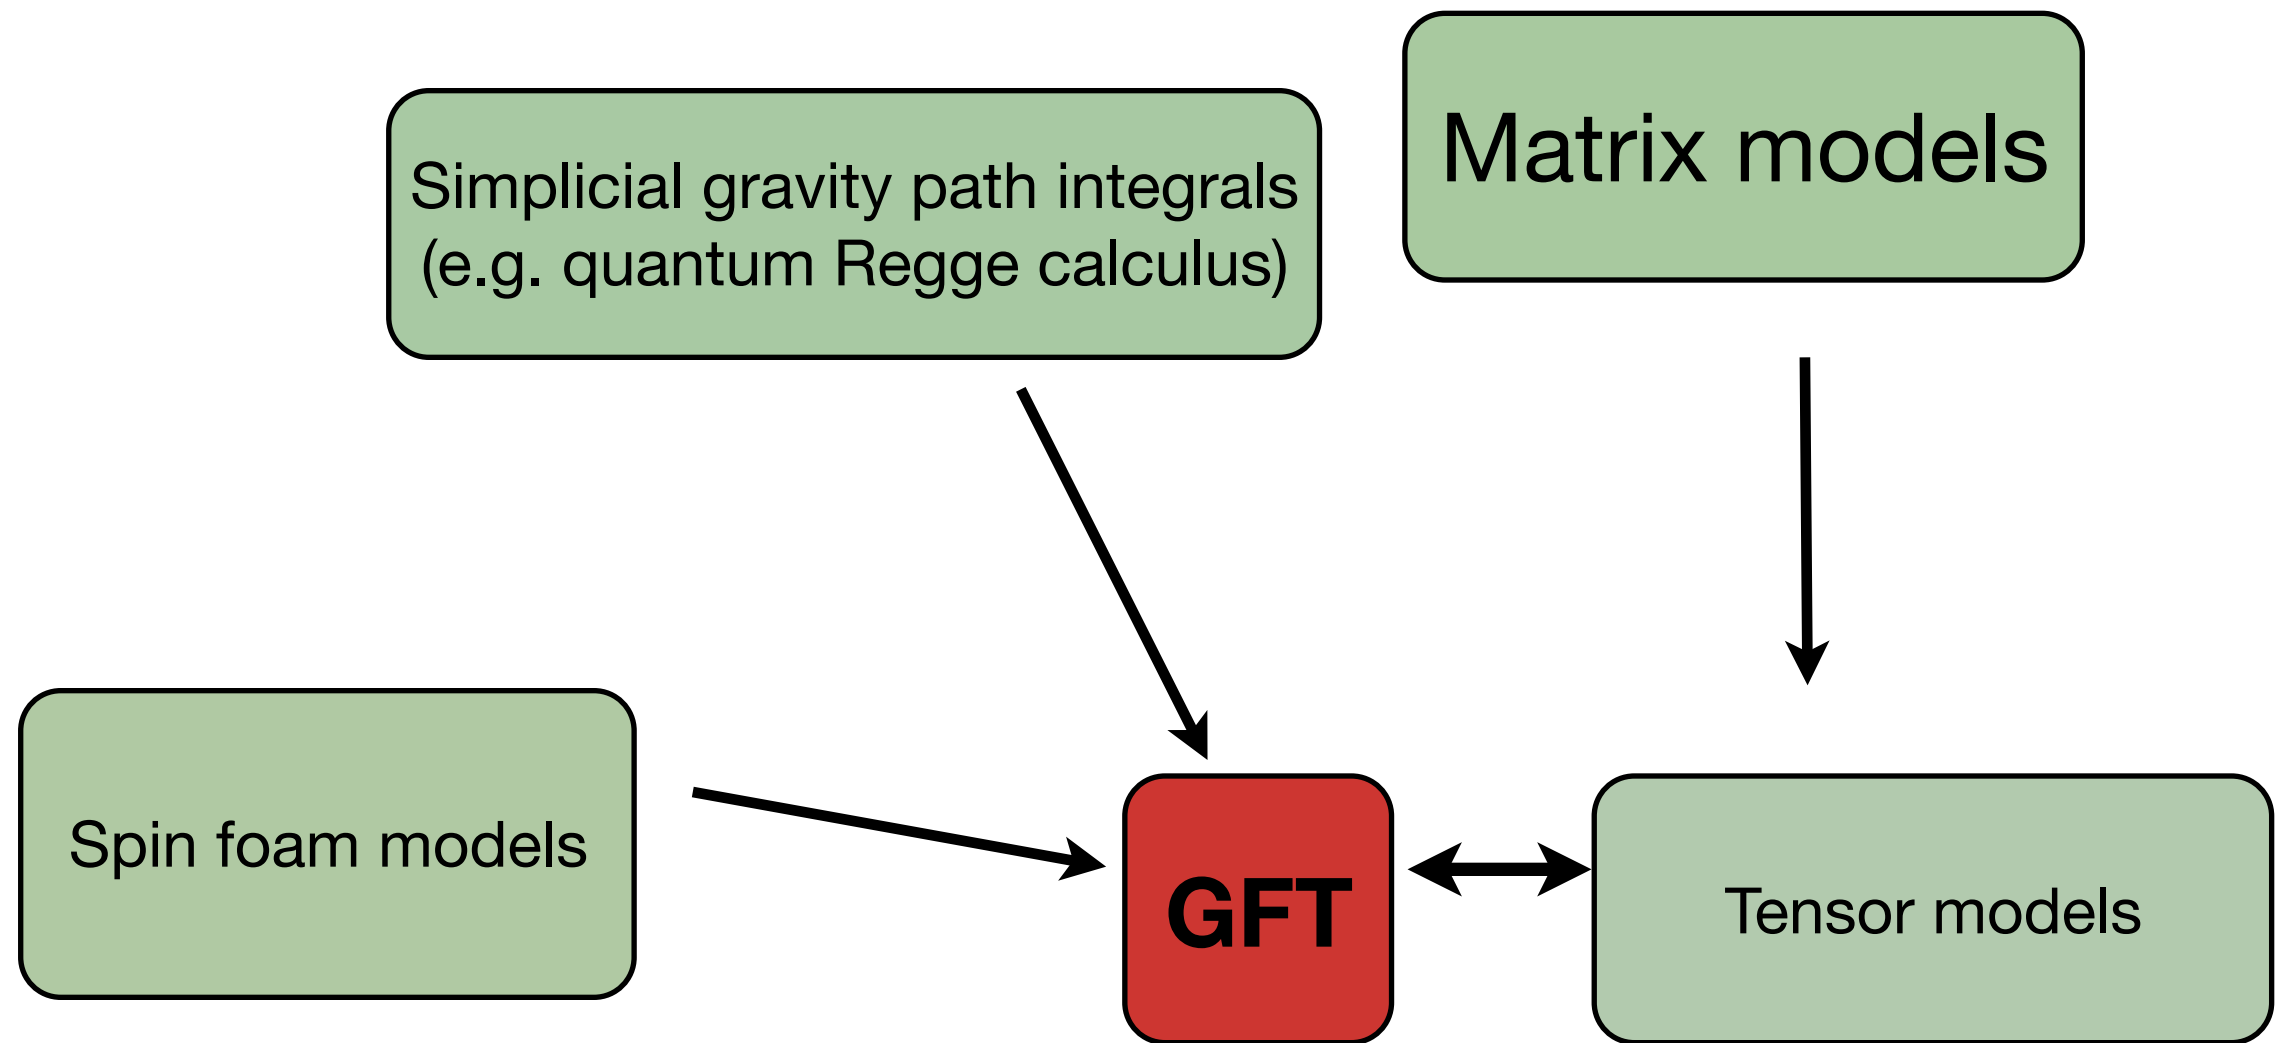 Matrix models
Simplicial gravity path integrals
(e.g. quantum Regge calculus)
Spin foam models
GFT
Tensor models